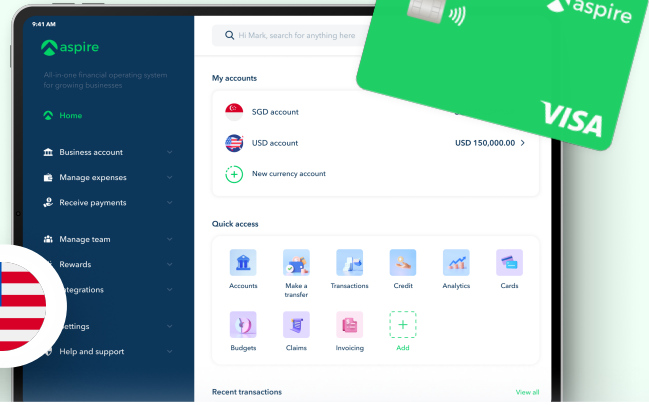 9:41 AM
aspire
All-in-one financial operating system
for growing businesses
Home
Business account
Manage expenses
Receive payments
Manage team
Rewards
Integrations
Settings
Help and support
Hi Mark, search for anything here
My accounts
SGD account
USD account
USD 150,000.00 >
New currency account
Quick access
Accounts
Make a
transfer
Transactions
Credit
Analytics
Cards
Budgets
Claims
Invoicing
Add
Recent transactions
View all
aspire
VISA